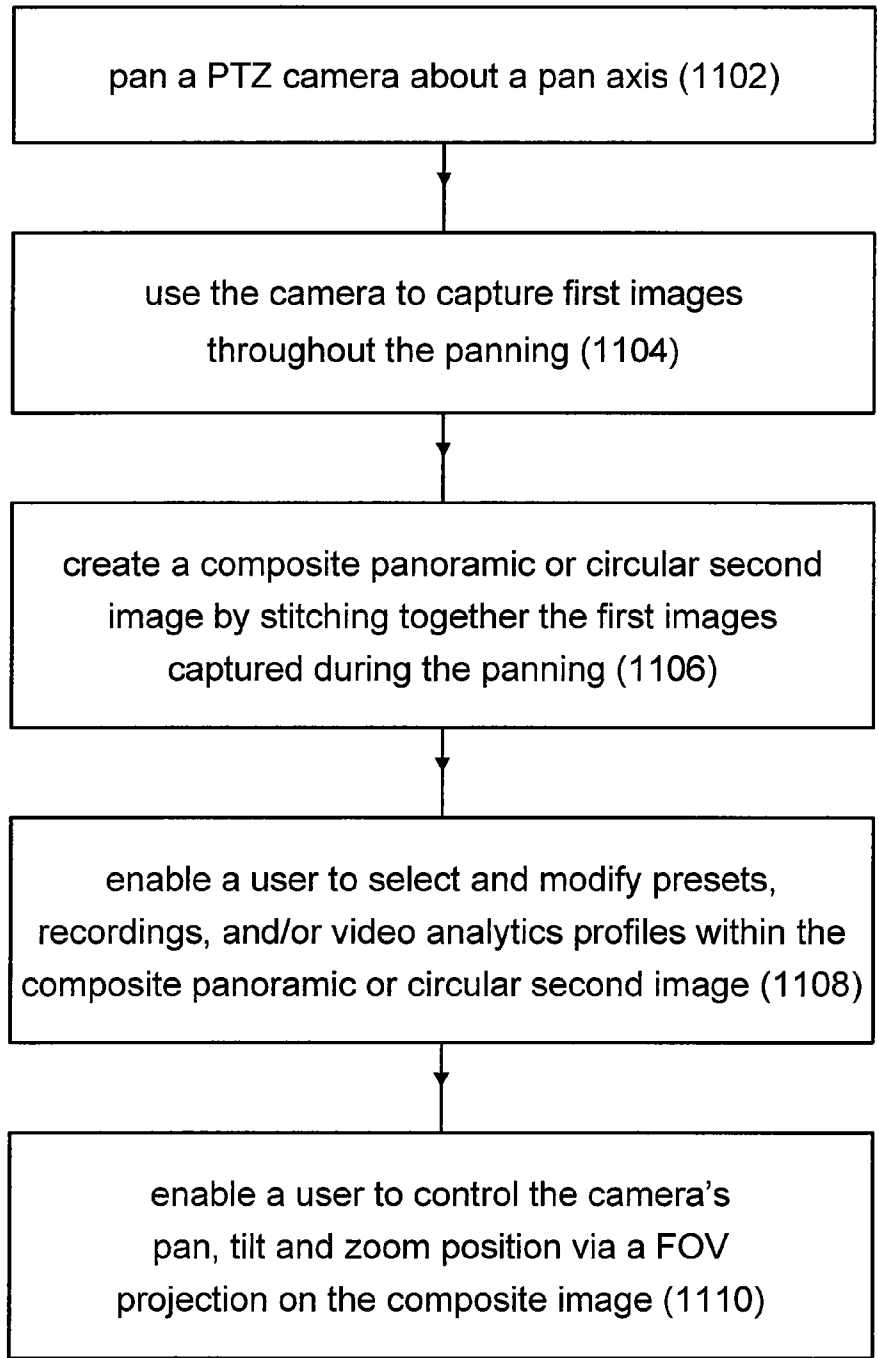 pan a PTZ camera about a pan axis (1102)
use the camera to capture first images
throughout the panning (1104)
create a composite panoramic or circular second
image by stitching together the first images
captured during the panning (1106)
enable a user to select and modify presets,
recordings, and/or video analytics profiles within the
composite panoramic or circular second image (1108)
enable a user to control the camera's
pan, tilt and zoom position via a FOV
projection on the composite image (1110)